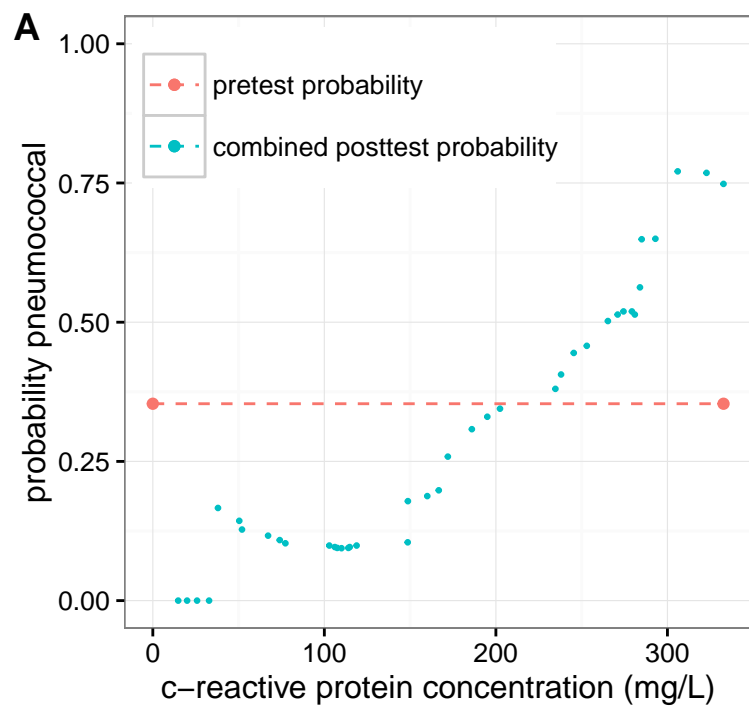 A
1.00
0.75
0.50
0.25
0.00
probability pneumococcal
pretest probability
combined posttest probability
0
100
200
300
c−reactive protein concentration (mg/L)